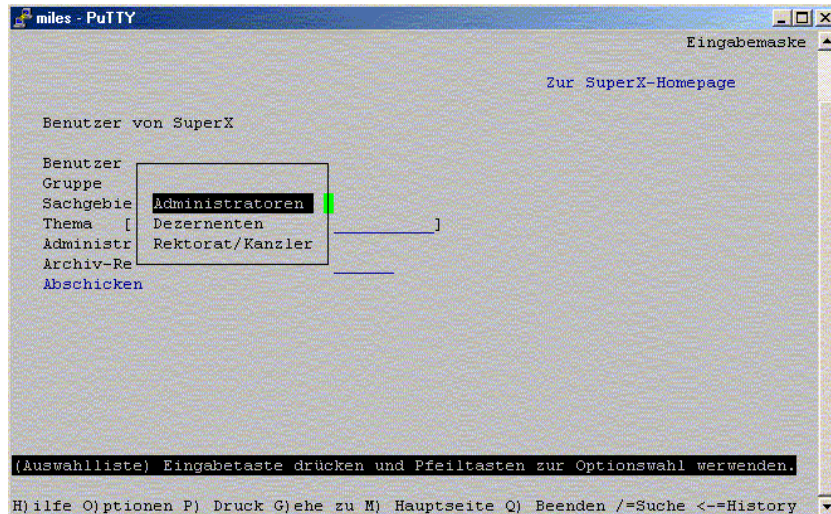 miles - PuTTY
Eingabemaske
Zur SuperX-Homepage
Benutzer von SuperX
Benutzer
Gruppe
Sachgebie Administratoren
Thema [ Dezernenten ]
Administr Rektorat/Kanzler
Archiv-Re
Abschicken
(Auswahlliste) Eingabetaste drücken und Pfeiltasten zur Optionswahl werwenden.
H)ilfe O)ptionen P) Druck G)ehe zu M) Hauptseite Q) Beenden /=Suche <-=History